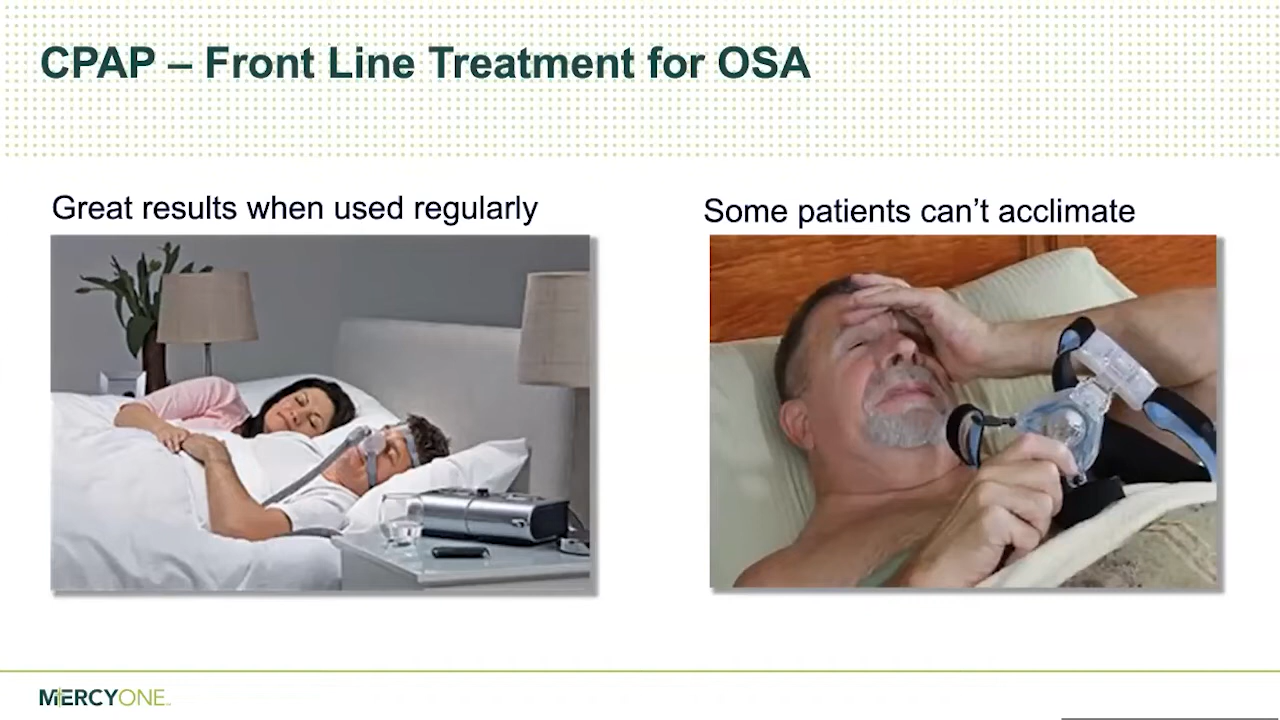 CPAP – Front Line Treatment for OSA
Great results when used regularly
Some patients can’t acclimate
MERCYONE